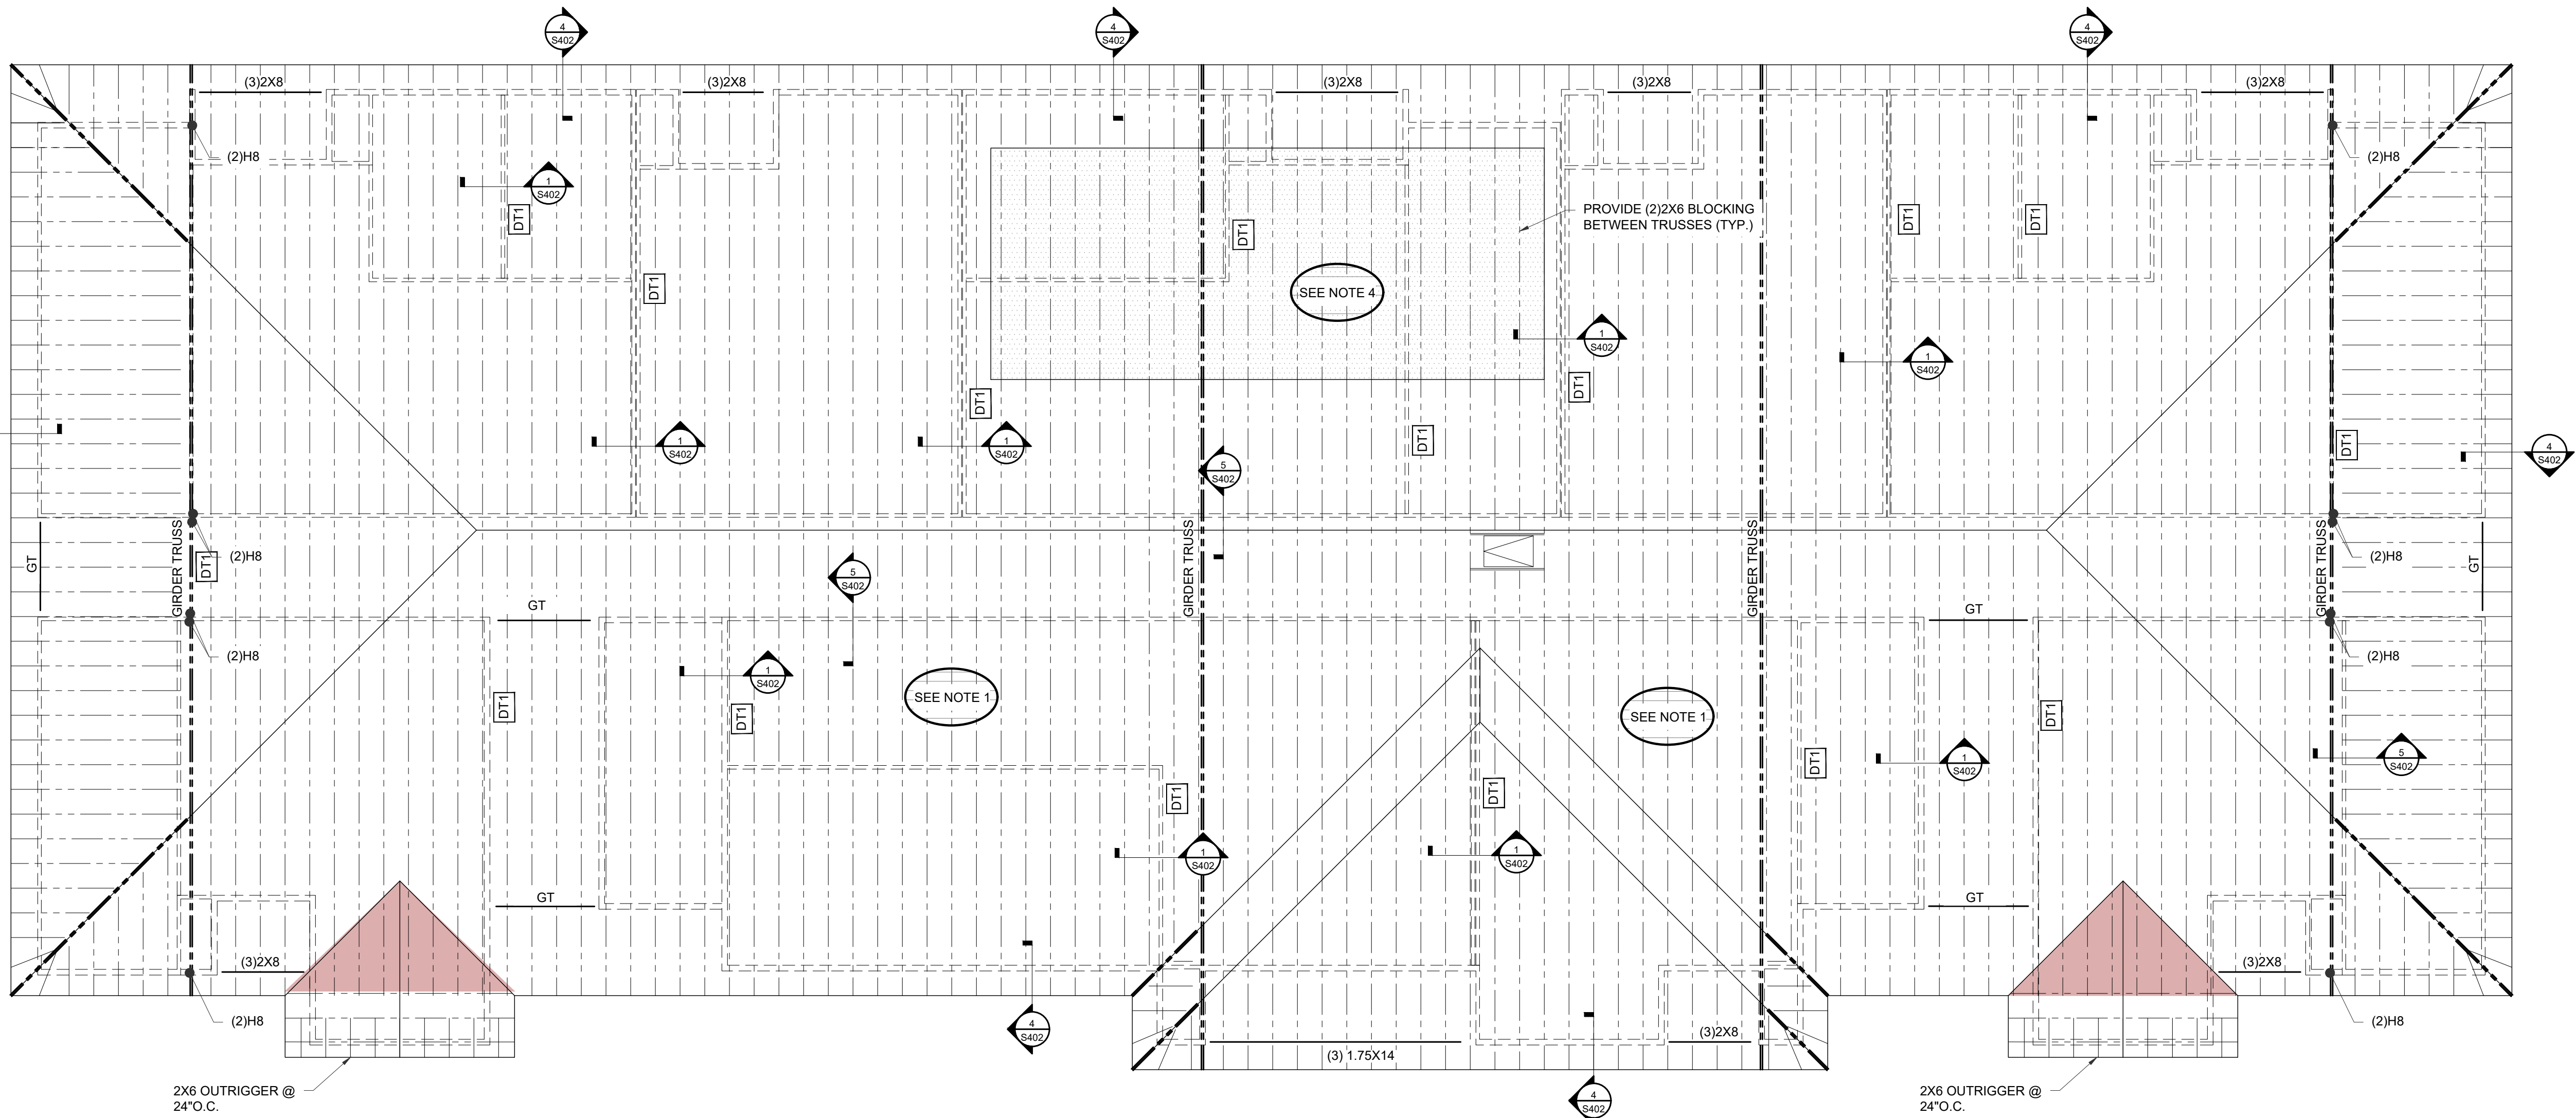 4
S402
4
S402
4
S402
(3)2X8
(3)2X8
(3)2X8
(3)2X8
(3)2X8
(2)H8
(2)H8
1
S402
DT1
DT1
DT1
DT1
DT1
PROVIDE (2)2X6 BLOCKING
BETWEEN TRUSSES (TYP.)
DT1
SEE NOTE 4
1
S402
1
S402
DT1
DT1
DT1
DT1
1
S402
1
S402
5
S402
4
S402
GIRDER TRUSS
GIRDER TRUSS
GIRDER TRUSS
GIRDER TRUSS
GT
DT1
(2)H8
(2)H8
GT
5
S402
GT
GT
(2)H8
(2)H8
1
S402
DT1
DT1
SEE NOTE 1
SEE NOTE 1
DT1
DT1
1
S402
5
S402
DT1
DT1
1
S402
1
S402
GT
GT
(3)2X8
(3)2X8
(2)H8
(2)H8
4
S402
(3)2X8
(3) 1.75X14
2X6 OUTRIGGER @
24"O.C.
4
S402
2X6 OUTRIGGER @
24"O.C.